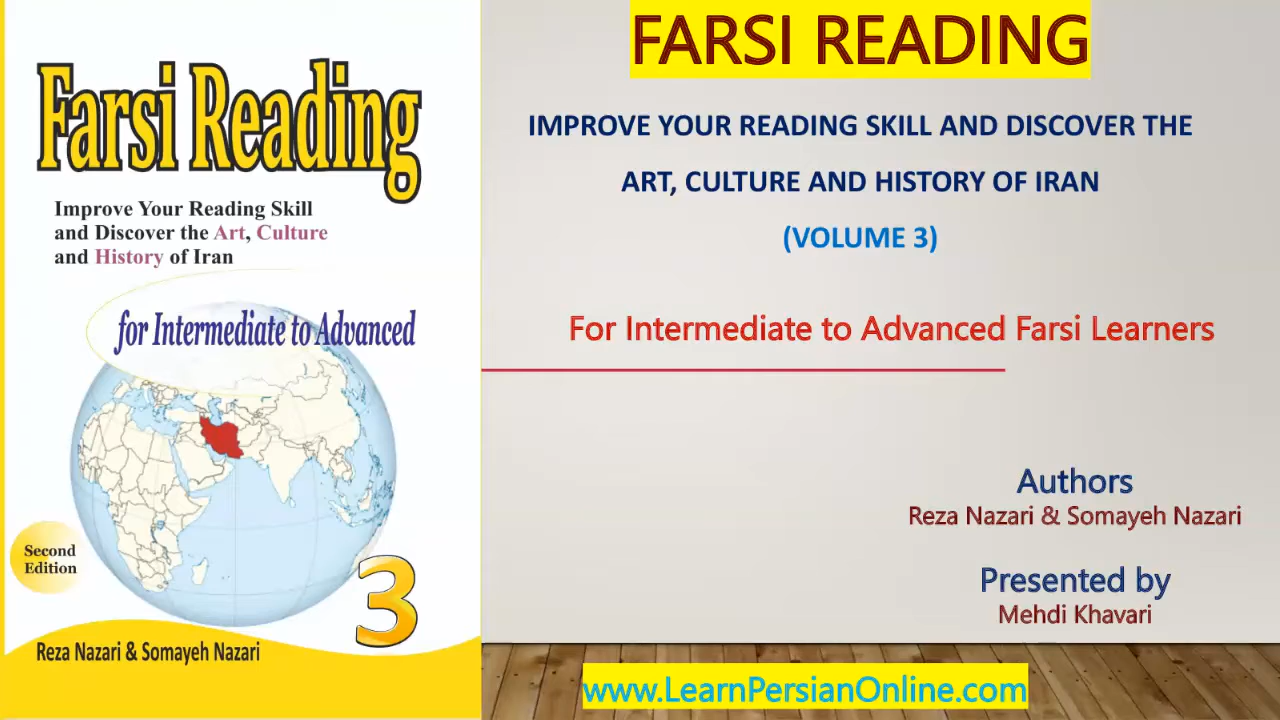 Farsi Reading
Improve Your Reading Skill
and Discover the Art, Culture
and History of Iran
for Intermediate to Advanced
Second
Edition
3
Reza Nazari & Somayeh Nazari
FARSI READING
IMPROVE YOUR READING SKILL AND DISCOVER THE
ART, CULTURE AND HISTORY OF IRAN
(VOLUME 3)
For Intermediate to Advanced Farsi Learners
Authors
Reza Nazari & Somayeh Nazari
Presented by
Mehdi Khavari
www.LearnPersianOnline.com